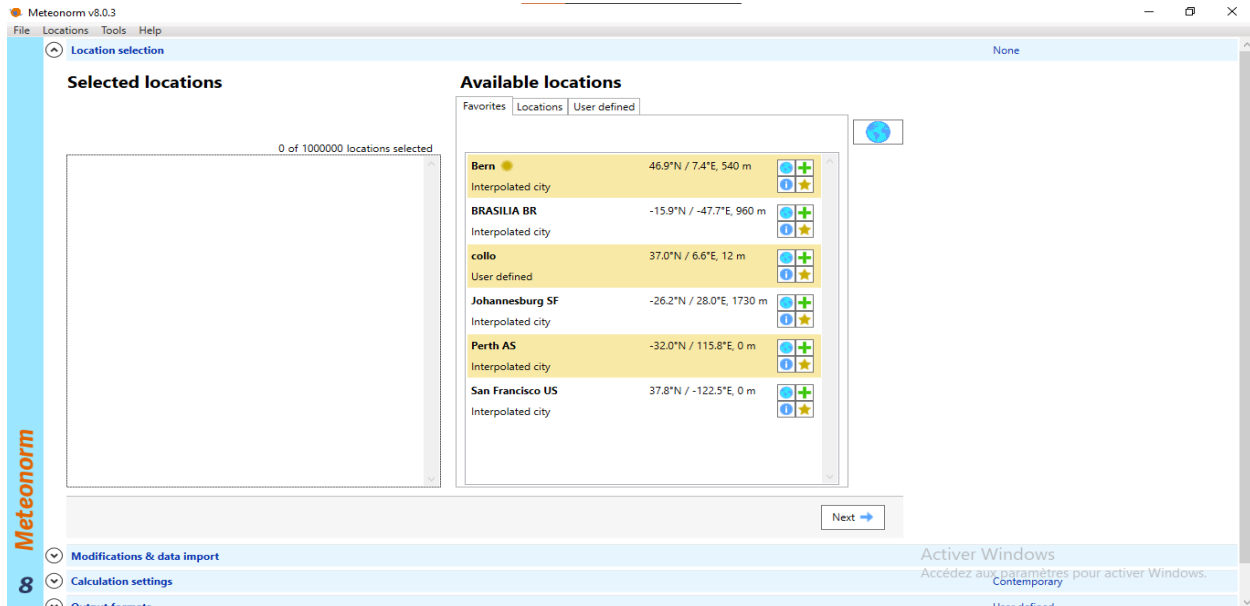 Meteonorm v8.0.3
File Locations Tools Help
Location selection None
Selected locations
Available locations
Favorites Locations User defined
0 of 1000000 locations selected
Bern 46.9°N / 7.4°E, 540 m
Interpolated city
BRASILIA BR -15.9°N / -47.7°E, 960 m
Interpolated city
collo 37.0°N / 6.6°E, 12 m
User defined
Johannesburg SF -26.2°N / 28.0°E, 1730 m
Interpolated city
Perth AS -32.0°N / 115.8°E, 0 m
Interpolated city
San Francisco US 37.8°N / -122.5°E, 0 m
Interpolated city
Next
Meteonorm
8
Modifications & data import
Activer Windows
Accédez aux paramètres pour activer Windows.
Calculation settings Contemporary
Output formats User defined